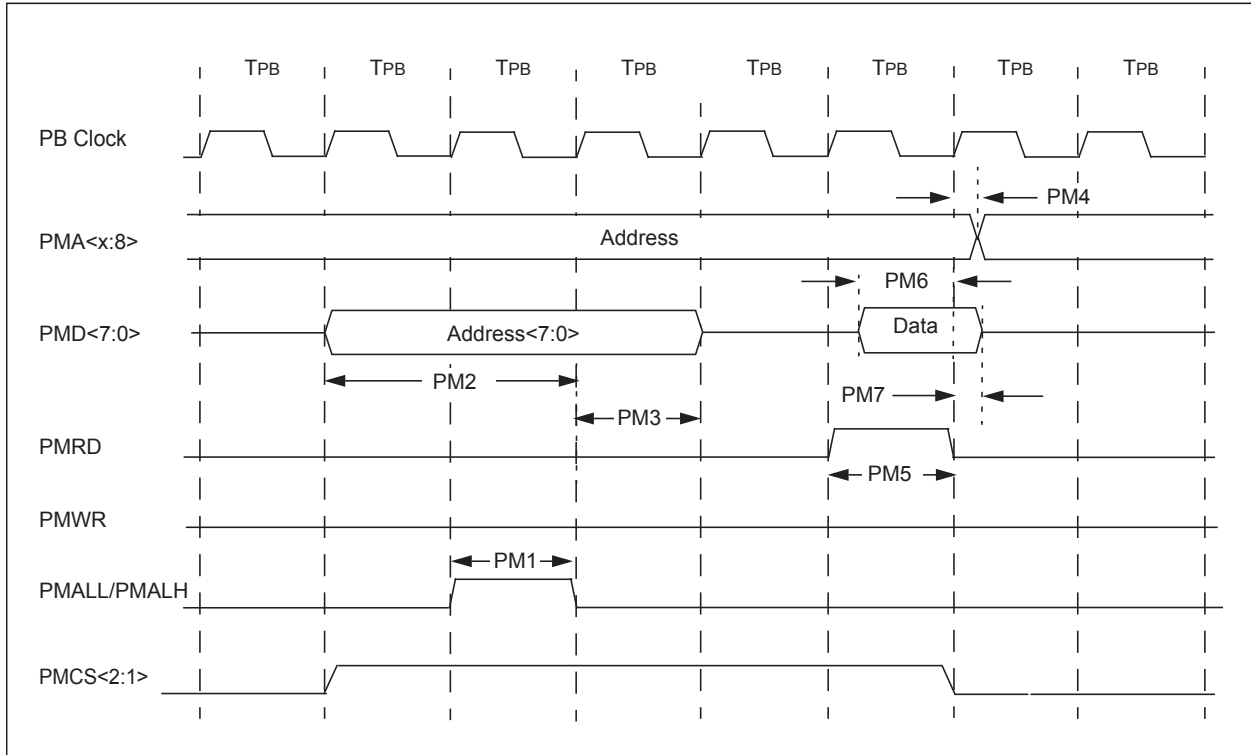 TPB TPB TPB TPB TPB TPB TPB TPB
PB Clock
PM4
PMA<x:8>
Address
PM6
PMD<7:0>
Address<7:0>
Data
PM2
PM7
PM3
PMRD
PM5
PMWR
PM1
PMALL/PMALH
PMCS<2:1>